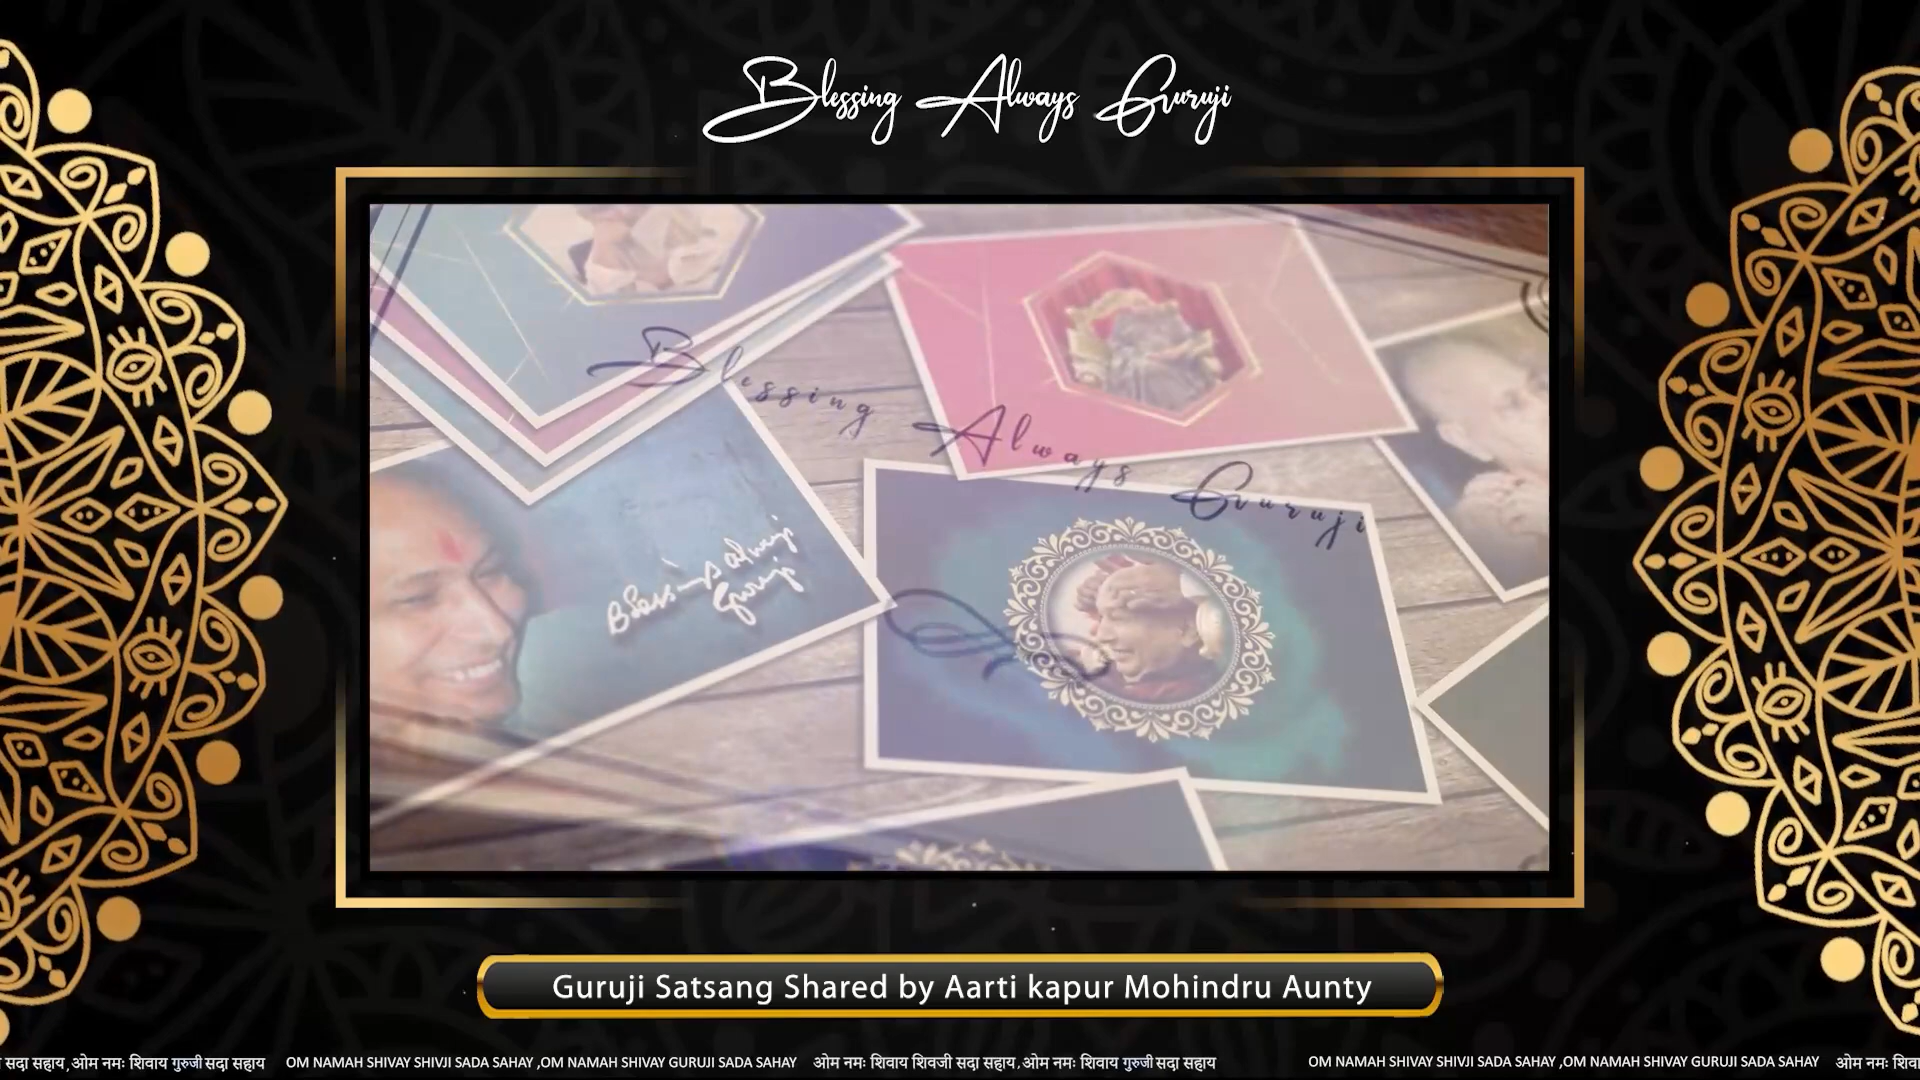 Blessing Always Guruji
Blessing Always Guruji
Blessings always
Guruji
Guruji Satsang Shared by Aarti kapur Mohindru Aunty
सदा सहाय ,ओम नमः शिवाय गुरुजी सदा सहाय OM NAMAH SHIVAY SHIVJI SADA SAHAY ,OM NAMAH SHIVAY GURUJI SADA SAHAY ओम नमः शिवाय शिवजी सदा सहाय ,ओम नमः शिवाय गुरुजी सदा सहाय OM NAMAH SHIVAY SHIVJI SADA SAHAY ,OM NAMAH SHIVAY GURUJI SADA SAHAY ओम नमः